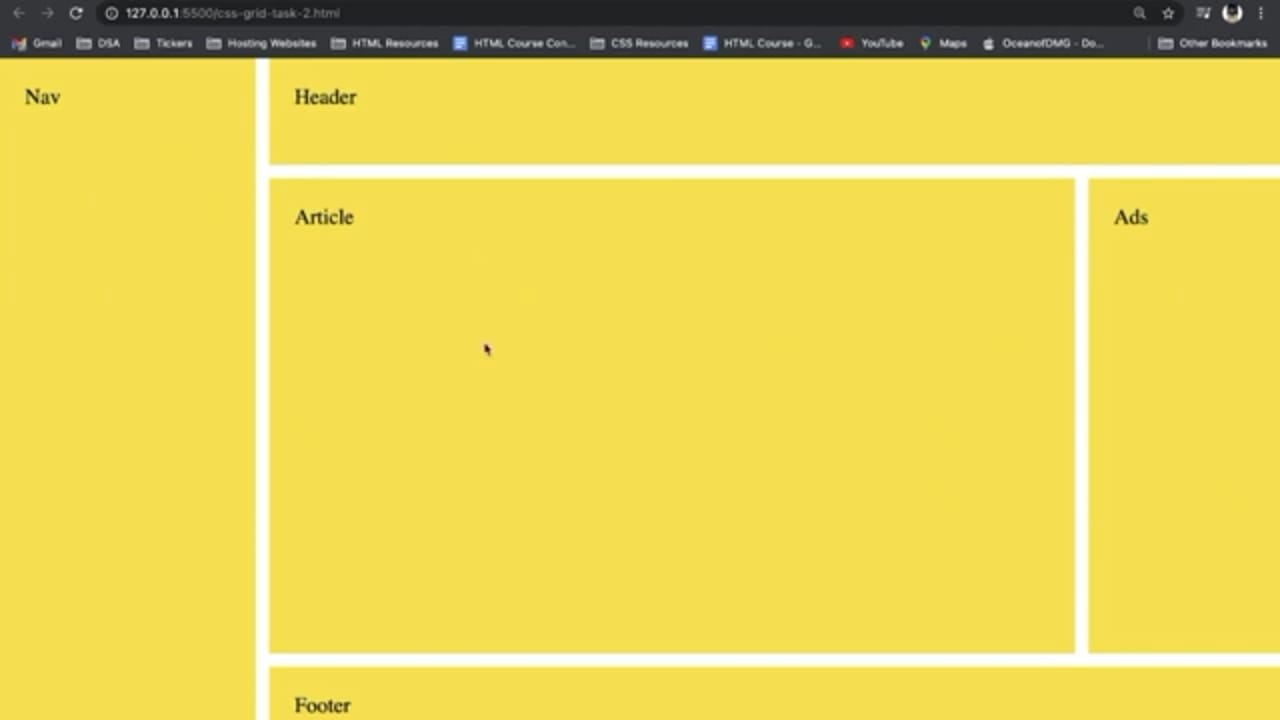 127.0.0.1:5500/css-grid-task-2.html
Gmail DSA Tickers Hosting Websites HTML Resources HTML Course Con... CSS Resources HTML Course - G... YouTube Maps OceanofDMG - Do... Other Bookmarks
Nav
Header
Article
Ads
Footer